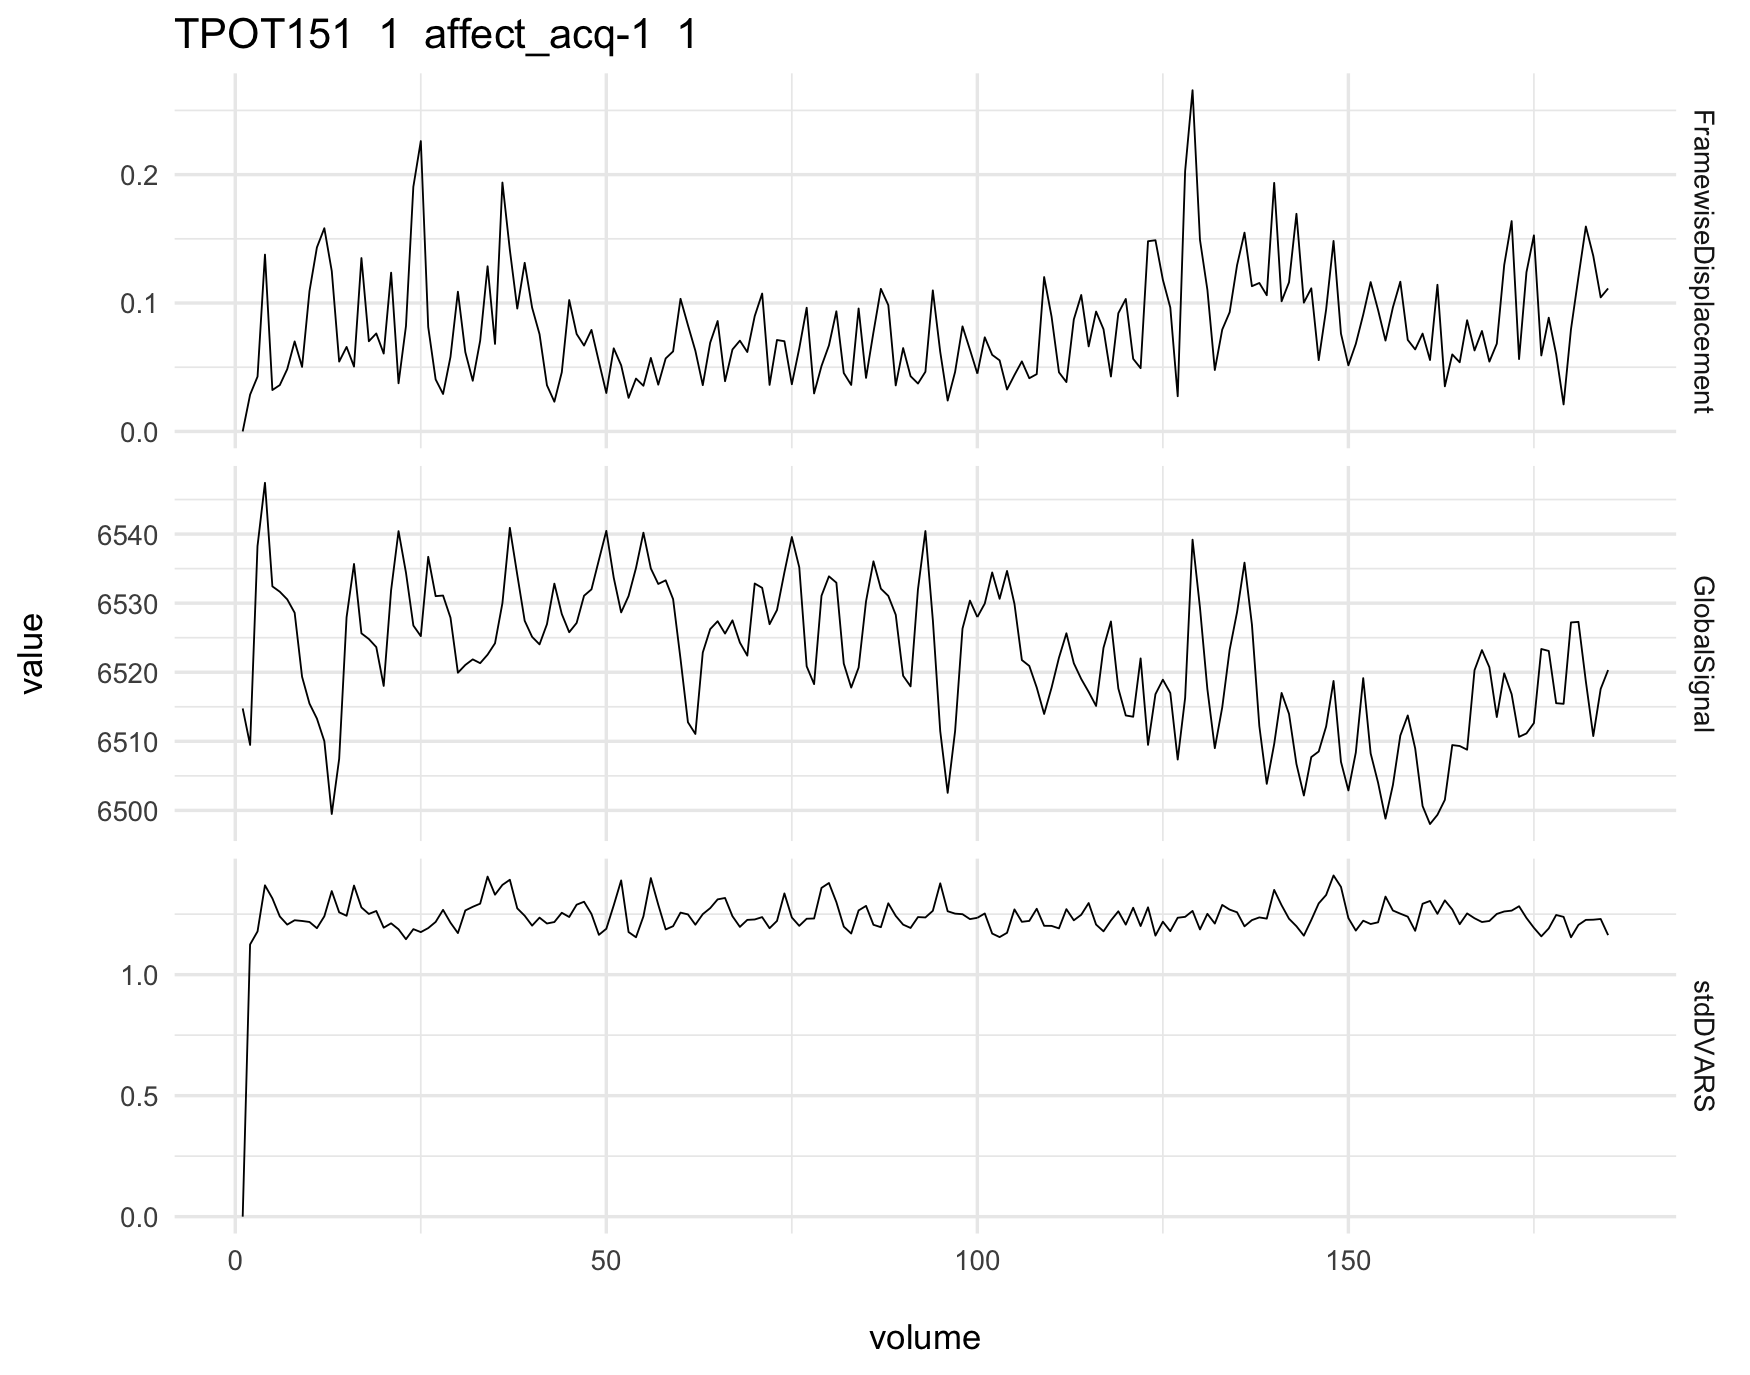 TPOT151 1 affect_acq-1 1
0.2
0.1
0.0
FramewiseDisplacement
6540
6530
6520
6510
6500
GlobalSignal
value
1.0
0.5
0.0
stdDVARS
0 50 100 150
volume